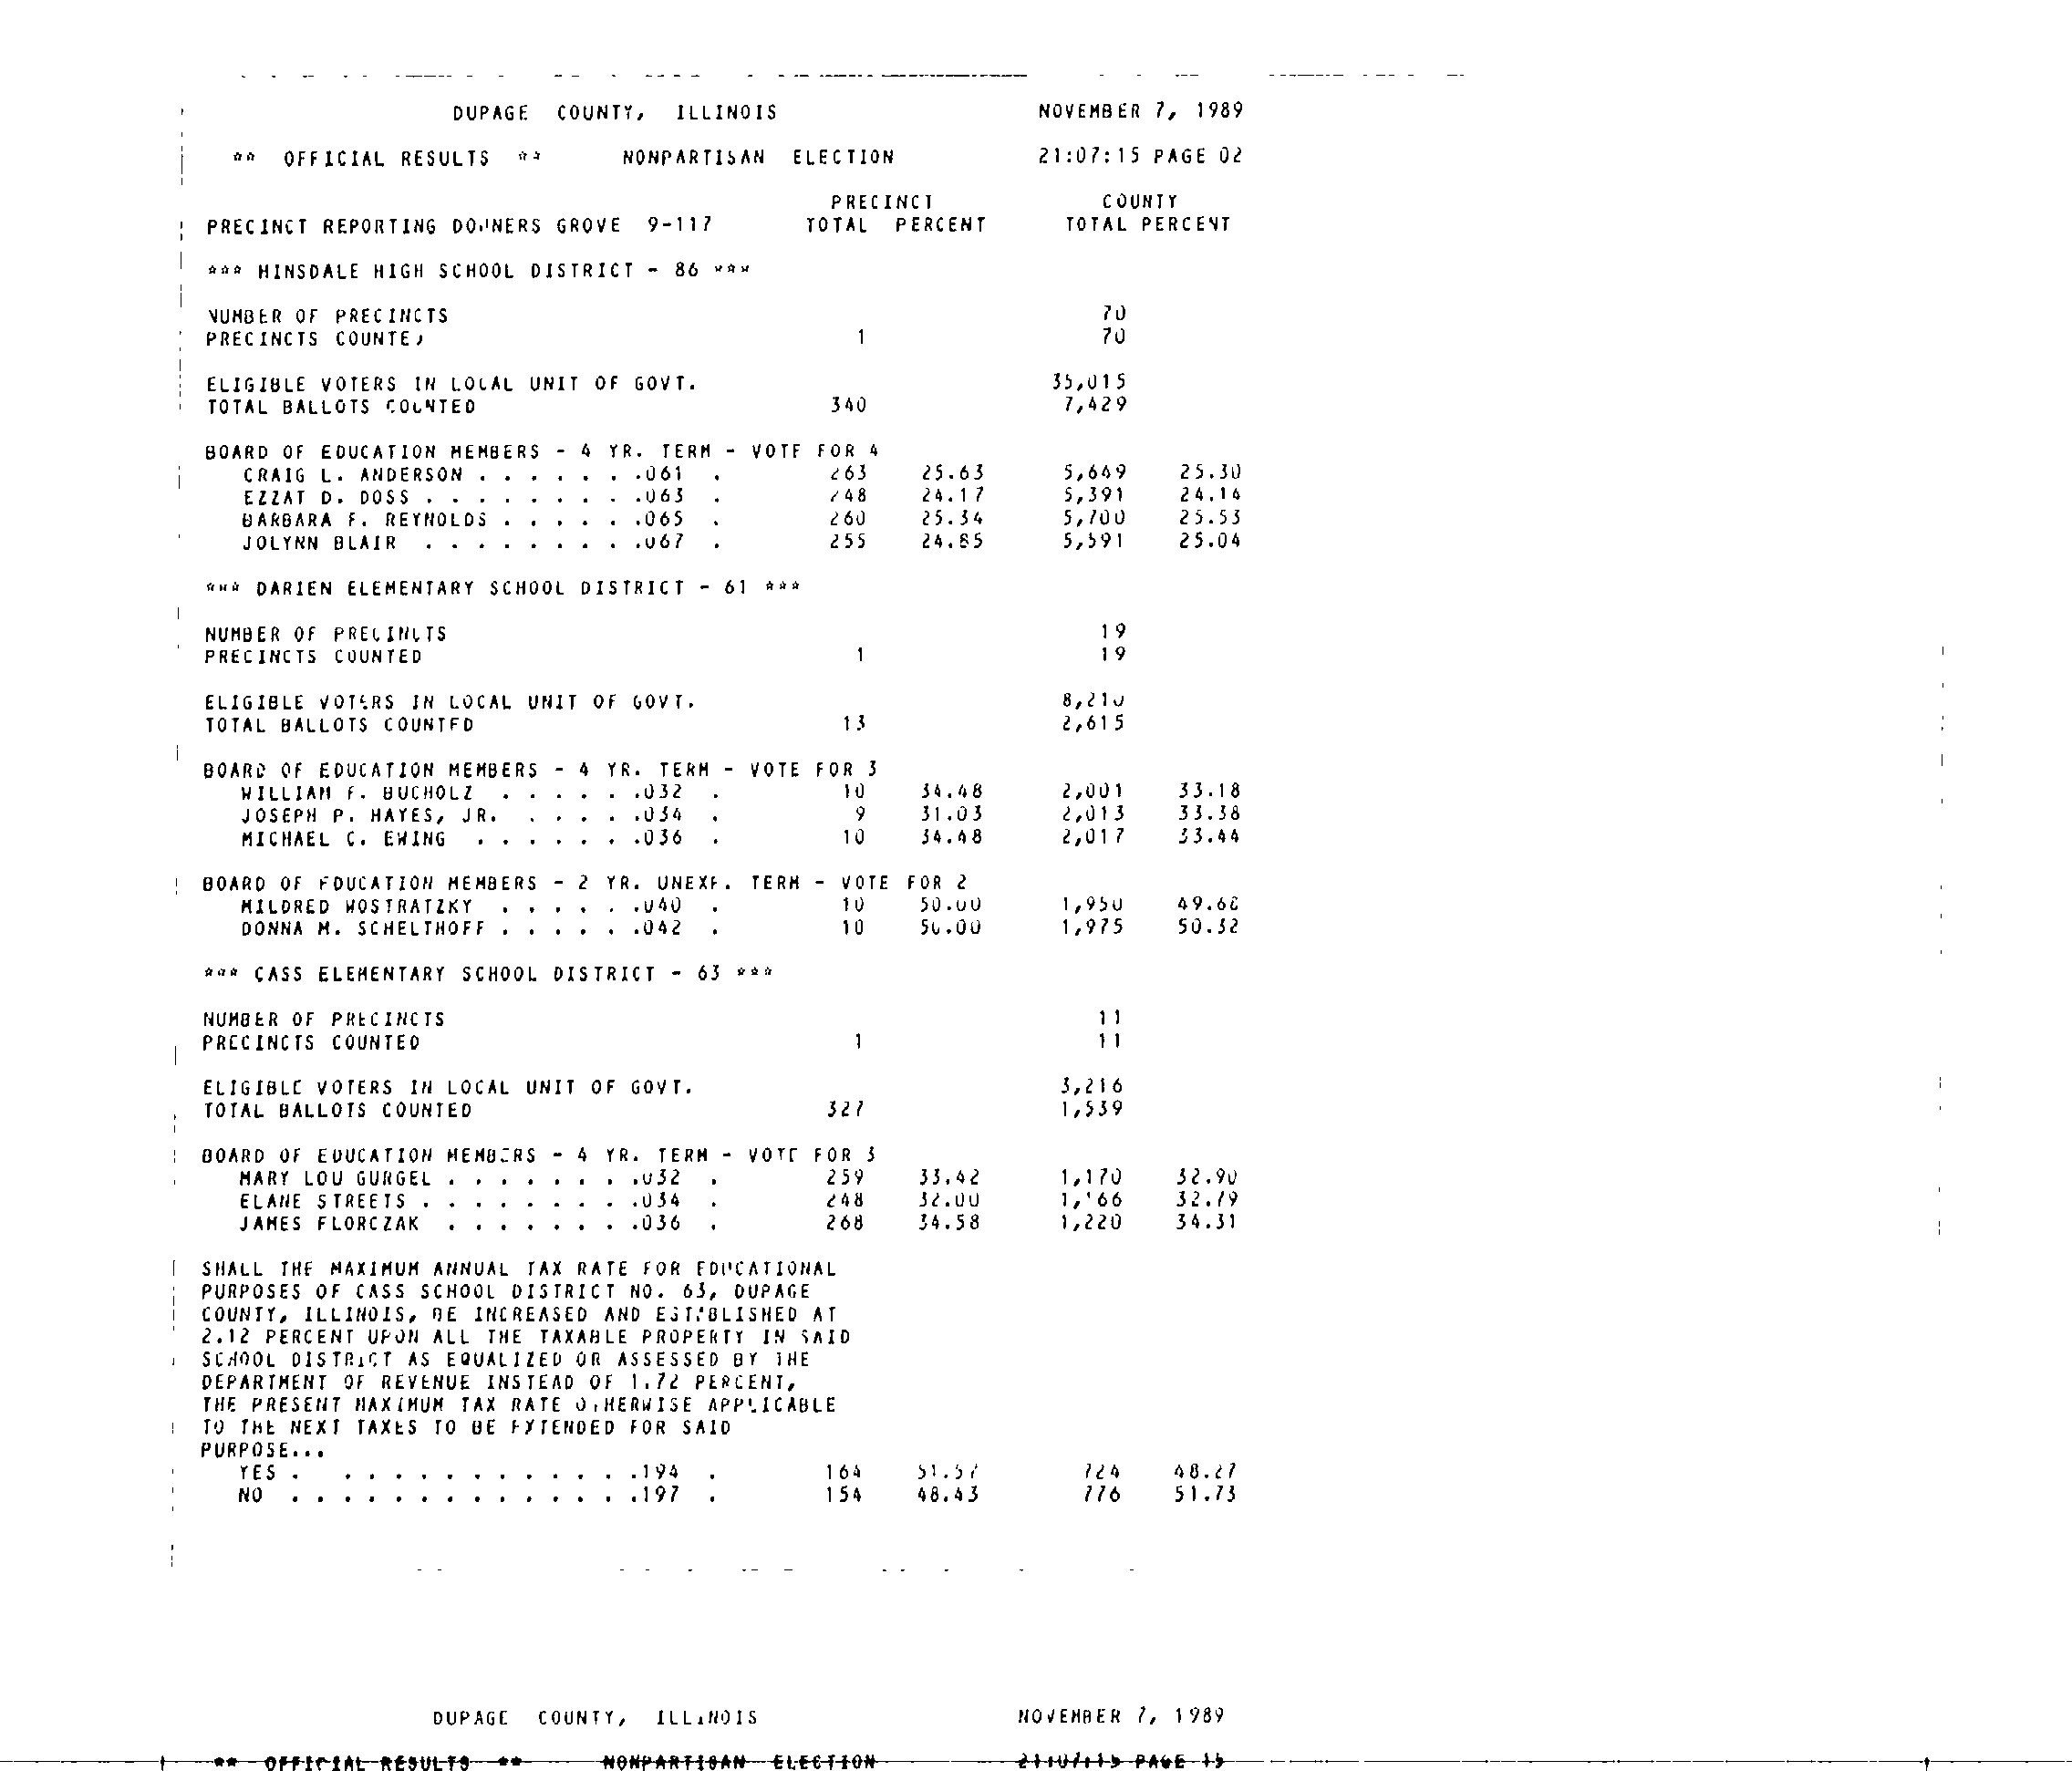 DUPAGE COUNTY, ILLINOIS NOVEMBER 7, 1989
** OFFICIAL RESULTS ** NONPARTISAN ELECTION 21:07:15 PAGE 02
PRECINCT COUNTY
PRECINCT REPORTING DOWNERS GROVE 9-117 TOTAL PERCENT TOTAL PERCENT
*** HINSDALE HIGH SCHOOL DISTRICT - 86 ***
NUMBER OF PRECINCTS 70
PRECINCTS COUNTED 1 70
ELIGIBLE VOTERS IN LOCAL UNIT OF GOVT. 35,015
TOTAL BALLOTS COUNTED 340 7,429
BOARD OF EDUCATION MEMBERS - 4 YR. TERM - VOTE FOR 4
CRAIG L. ANDERSON . . . . . . .061 . 263 25.63 5,649 25.30
EZZAT D. DOSS . . . . . . . . .063 . 248 24.17 5,391 24.14
BARBARA F. REYNOLDS . . . . . .065 . 260 25.34 5,700 25.53
JOLYNN BLAIR . . . . . . . . .067 . 255 24.85 5,591 25.04
*** DARIEN ELEMENTARY SCHOOL DISTRICT - 61 ***
NUMBER OF PRECINCTS 19
PRECINCTS COUNTED 1 19
ELIGIBLE VOTERS IN LOCAL UNIT OF GOVT. 8,210
TOTAL BALLOTS COUNTED 13 2,615
BOARD OF EDUCATION MEMBERS - 4 YR. TERM - VOTE FOR 3
WILLIAM F. BUCHOLZ . . . . . .032 . 10 34.48 2,001 33.18
JOSEPH P. HAYES, JR. . . . . .034 . 9 31.03 2,013 33.38
MICHAEL C. EWING . . . . . . .036 . 10 34.48 2,017 33.44
BOARD OF EDUCATION MEMBERS - 2 YR. UNEXP. TERM - VOTE FOR 2
MILDRED WOSTRATZKY . . . . . .040 . 10 50.00 1,950 49.68
DONNA M. SCHELTHOFF . . . . . .042 . 10 50.00 1,975 50.32
*** CASS ELEMENTARY SCHOOL DISTRICT - 63 ***
NUMBER OF PRECINCTS 11
PRECINCTS COUNTED 1 11
ELIGIBLE VOTERS IN LOCAL UNIT OF GOVT. 3,216
TOTAL BALLOTS COUNTED 327 1,539
BOARD OF EDUCATION MEMBERS - 4 YR. TERM - VOTE FOR 3
MARY LOU GURGEL . . . . . . . .032 . 259 33.42 1,170 32.90
ELANE STREETS . . . . . . . . .034 . 248 32.00 1,166 32.79
JAMES FLORCZAK . . . . . . . .036 . 268 34.58 1,220 34.31
SHALL THE MAXIMUM ANNUAL TAX RATE FOR EDUCATIONAL
PURPOSES OF CASS SCHOOL DISTRICT NO. 63, DUPAGE
COUNTY, ILLINOIS, BE INCREASED AND ESTABLISHED AT
2.12 PERCENT UPON ALL THE TAXABLE PROPERTY IN SAID
SCHOOL DISTRICT AS EQUALIZED OR ASSESSED BY THE
DEPARTMENT OF REVENUE INSTEAD OF 1.72 PERCENT,
THE PRESENT MAXIMUM TAX RATE OTHERWISE APPLICABLE
TO THE NEXT TAXES TO BE EXTENDED FOR SAID
PURPOSE...
YES . . . . . . . . . . . . .194 . 164 51.57 724 48.27
NO . . . . . . . . . . . . . .197 . 154 48.43 776 51.73
DUPAGE COUNTY, ILLINOIS NOVEMBER 7, 1989
** OFFICIAL RESULTS ** NONPARTISAN ELECTION 21:07:15 PAGE 15